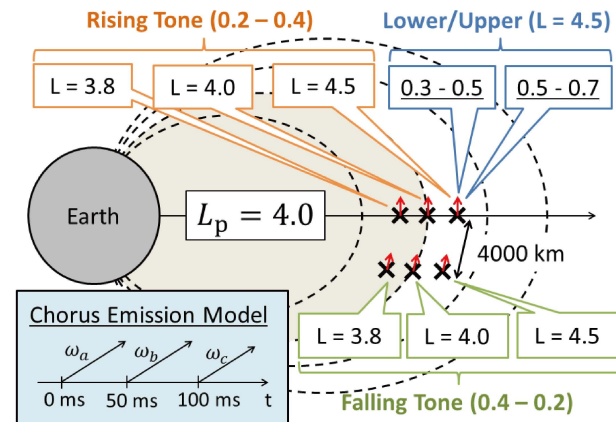 Rising Tone (0.2 – 0.4)
Lower/Upper (L = 4.5)
L = 3.8
L = 4.0
L = 4.5
0.3 - 0.5
0.5 - 0.7
Earth
Lₚ = 4.0
4000 km
Chorus Emission Model
ωₐ
ω_b
ω_c
0 ms
50 ms
100 ms
t
L = 3.8
L = 4.0
L = 4.5
Falling Tone (0.4 – 0.2)